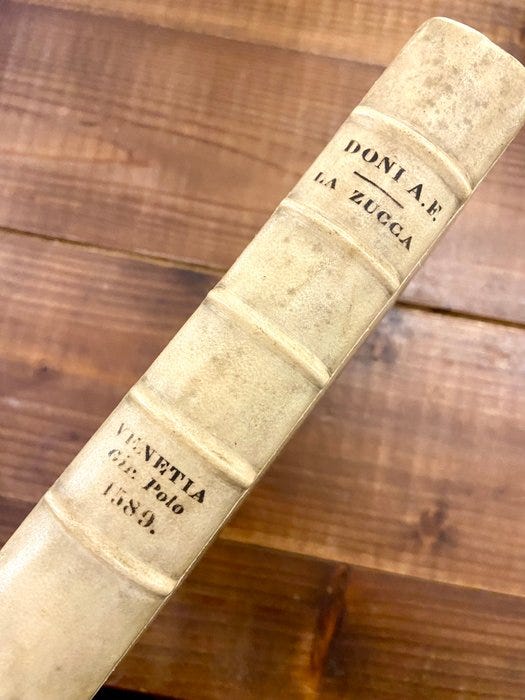 DONI A.F.
LA ZUCCA
VENETIA
Gir. Polo
1589.